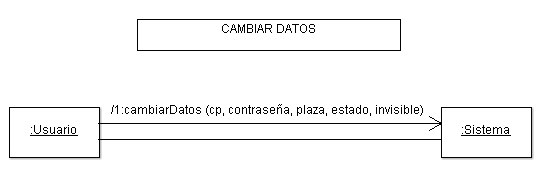 CAMBIAR DATOS
/1:cambiarDatos (cp, contraseña, plaza, estado, invisible)
:Usuario
:Sistema